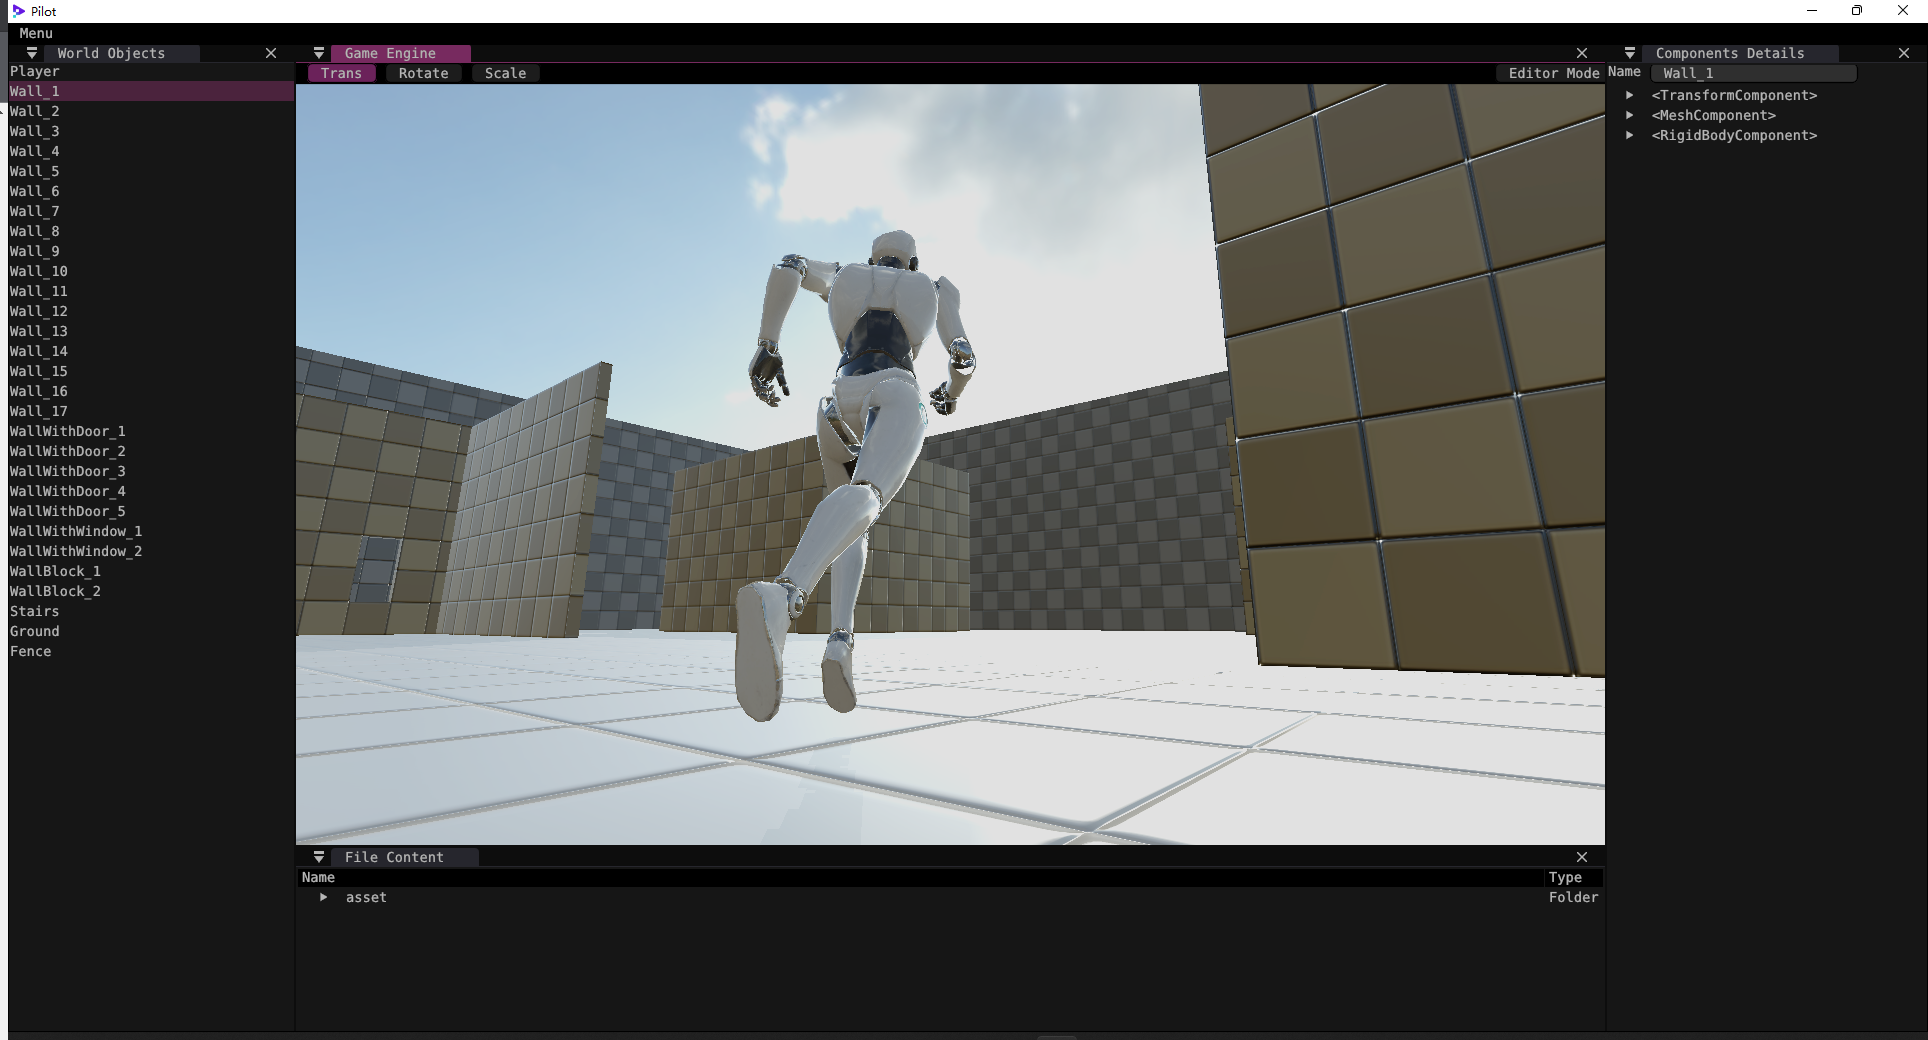 Pilot
Menu
World Objects
Player
Wall_1
Wall_2
Wall_3
Wall_4
Wall_5
Wall_6
Wall_7
Wall_8
Wall_9
Wall_10
Wall_11
Wall_12
Wall_13
Wall_14
Wall_15
Wall_16
Wall_17
WallWithDoor_1
WallWithDoor_2
WallWithDoor_3
WallWithDoor_4
WallWithDoor_5
WallWithWindow_1
WallWithWindow_2
WallBlock_1
WallBlock_2
Stairs
Ground
Fence
Game Engine
Trans Rotate Scale Editor Mode
File Content
Name Type
asset Folder
Components Details
Name Wall_1
<TransformComponent>
<MeshComponent>
<RigidBodyComponent>